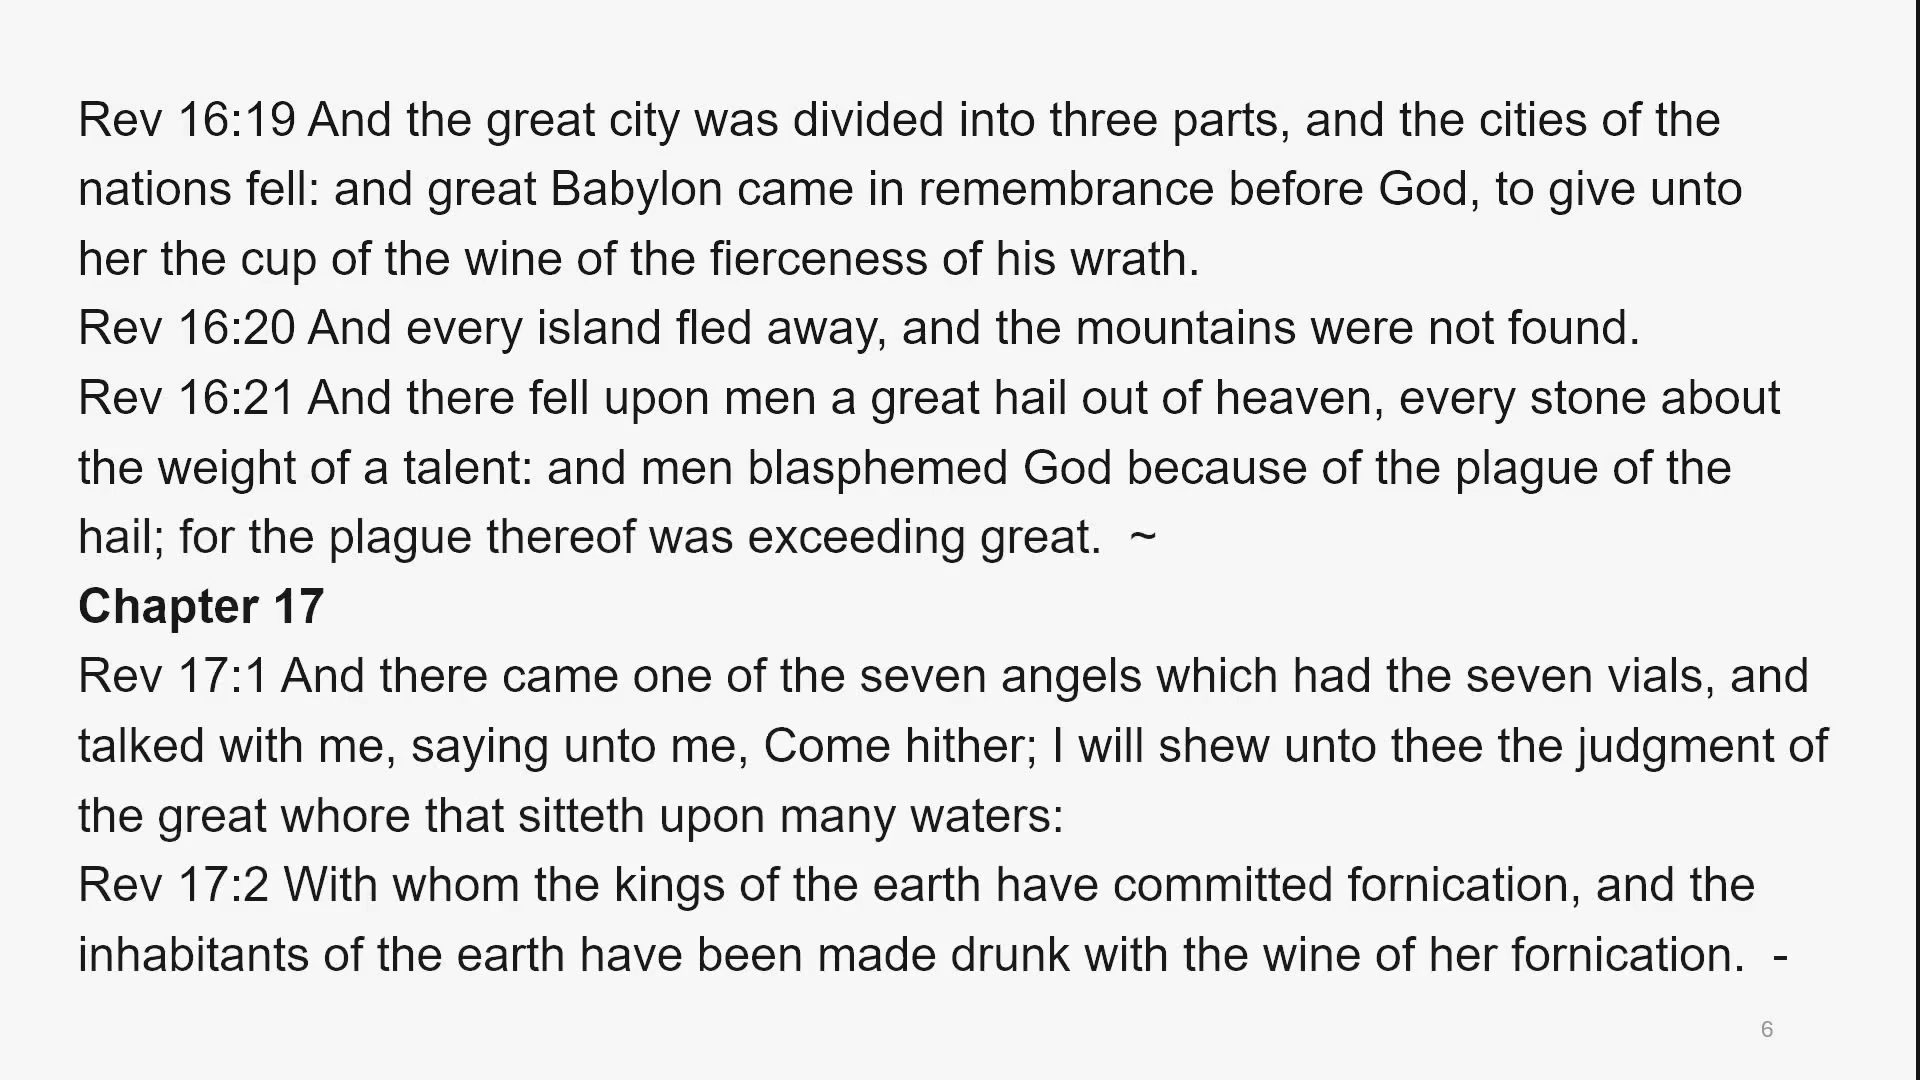 Rev 16:19 And the great city was divided into three parts, and the cities of the
nations fell: and great Babylon came in remembrance before God, to give unto
her the cup of the wine of the fierceness of his wrath.
Rev 16:20 And every island fled away, and the mountains were not found.
Rev 16:21 And there fell upon men a great hail out of heaven, every stone about
the weight of a talent: and men blasphemed God because of the plague of the
hail; for the plague thereof was exceeding great.  ~
Chapter 17
Rev 17:1 And there came one of the seven angels which had the seven vials, and
talked with me, saying unto me, Come hither; I will shew unto thee the judgment of
the great whore that sitteth upon many waters:
Rev 17:2 With whom the kings of the earth have committed fornication, and the
inhabitants of the earth have been made drunk with the wine of her fornication.  -
6